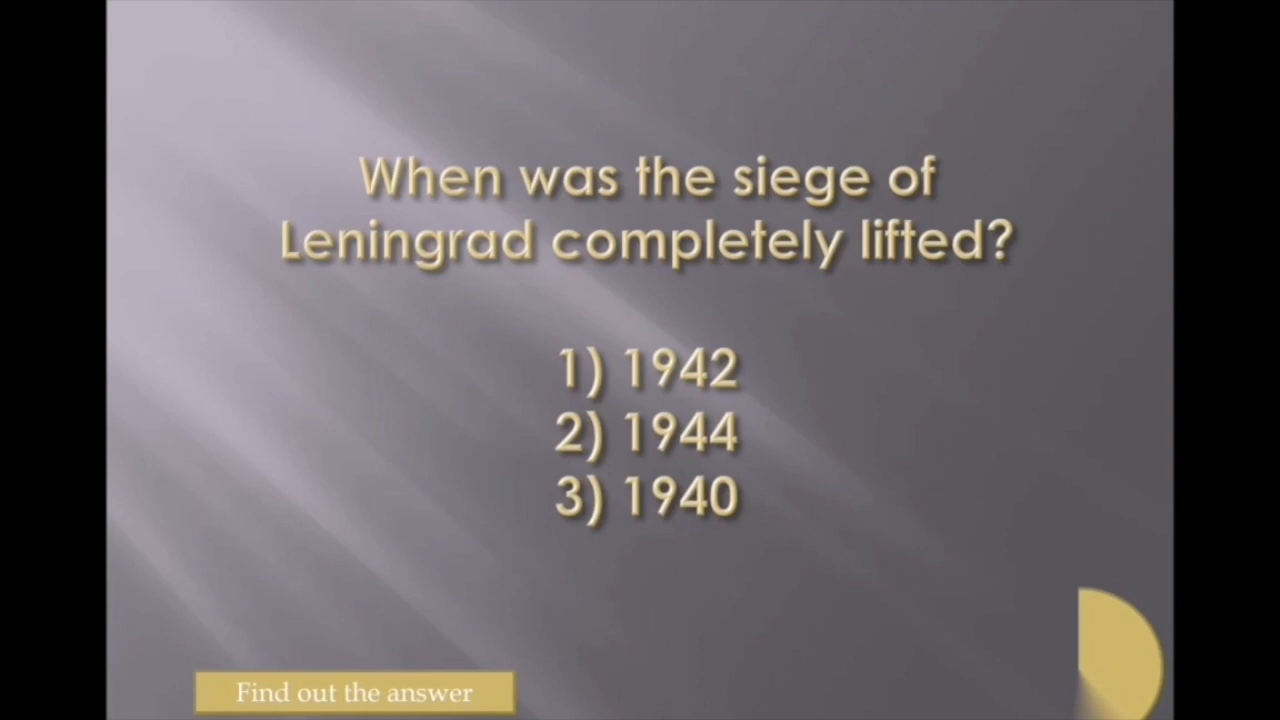 When was the siege of
Leningrad completely lifted?
1) 1942
2) 1944
3) 1940
Find out the answer